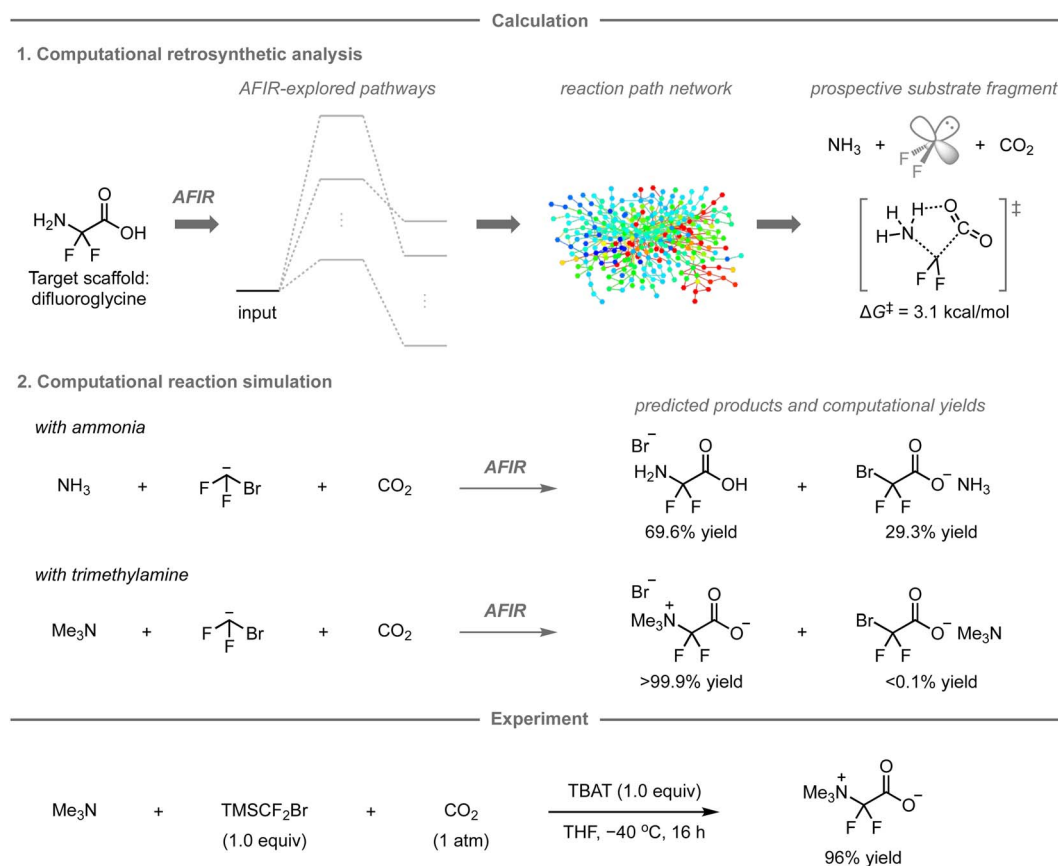 Calculation
1. Computational retrosynthetic analysis
AFIR-explored pathways
reaction path network
prospective substrate fragment
NH3 + F F + CO2
H2N O OH F F
AFIR
input
Target scaffold:
difluoroglycine
H H H N O C O C F F ‡
ΔG‡ = 3.1 kcal/mol
2. Computational reaction simulation
predicted products and computational yields
with ammonia
NH3 + F F − Br + CO2 AFIR Br− H2N O OH F F + Br O O− F F NH3
69.6% yield 29.3% yield
with trimethylamine
Me3N + F F − Br + CO2 AFIR Br− Me3N+ O O− F F + Br O O− F F Me3N
>99.9% yield <0.1% yield
Experiment
Me3N + TMSCF2Br + CO2 TBAT (1.0 equiv) Me3N+ O O− F F
(1.0 equiv) (1 atm) THF, −40 ºC, 16 h
96% yield